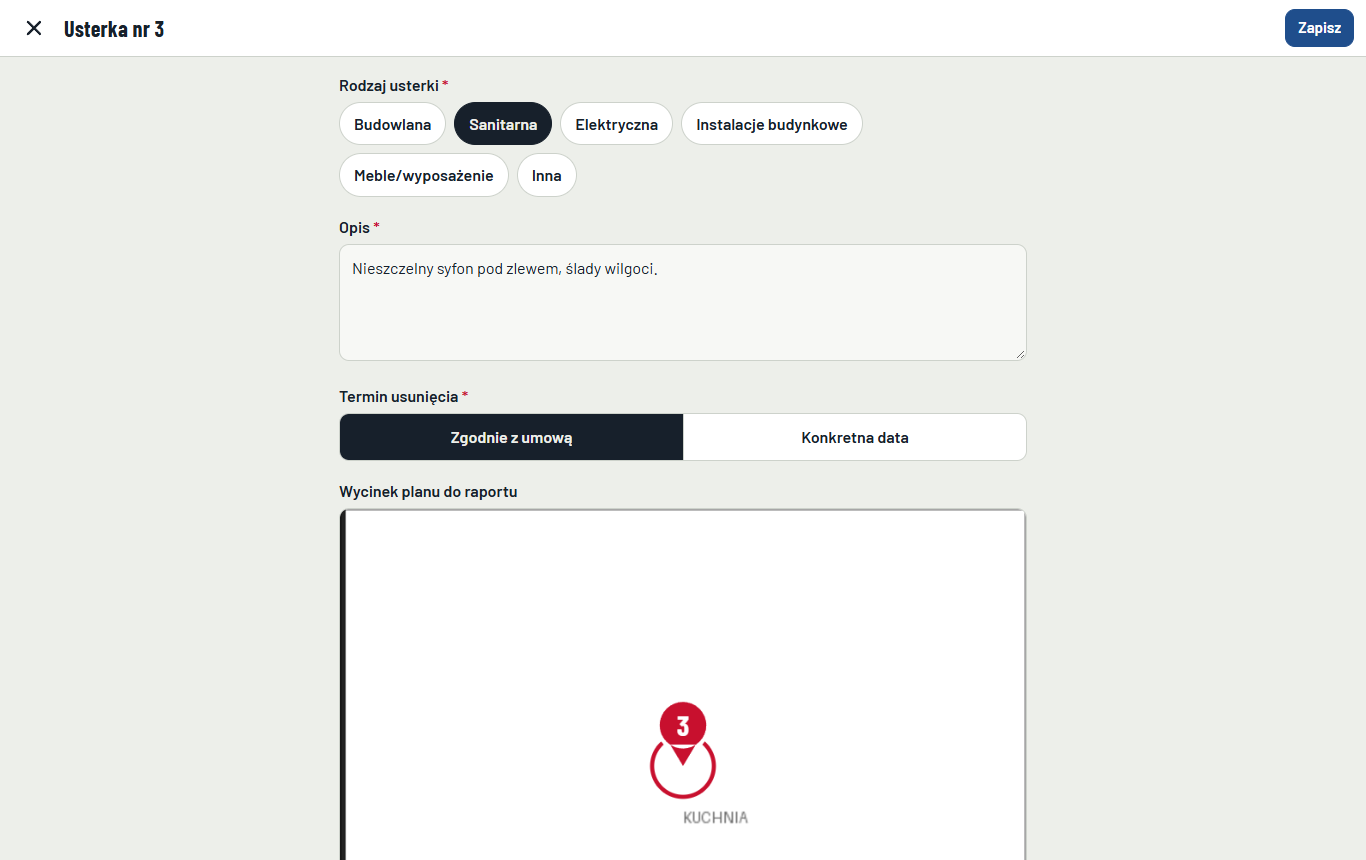 Usterka nr 3
Zapisz
Rodzaj usterki *
Budowlana
Sanitarna
Elektryczna
Instalacje budynkowe
Meble/wyposażenie
Inna
Opis *
Nieszczelny syfon pod zlewem, ślady wilgoci.
Termin usunięcia *
Zgodnie z umową
Konkretna data
Wycinek planu do raportu
3
KUCHNIA